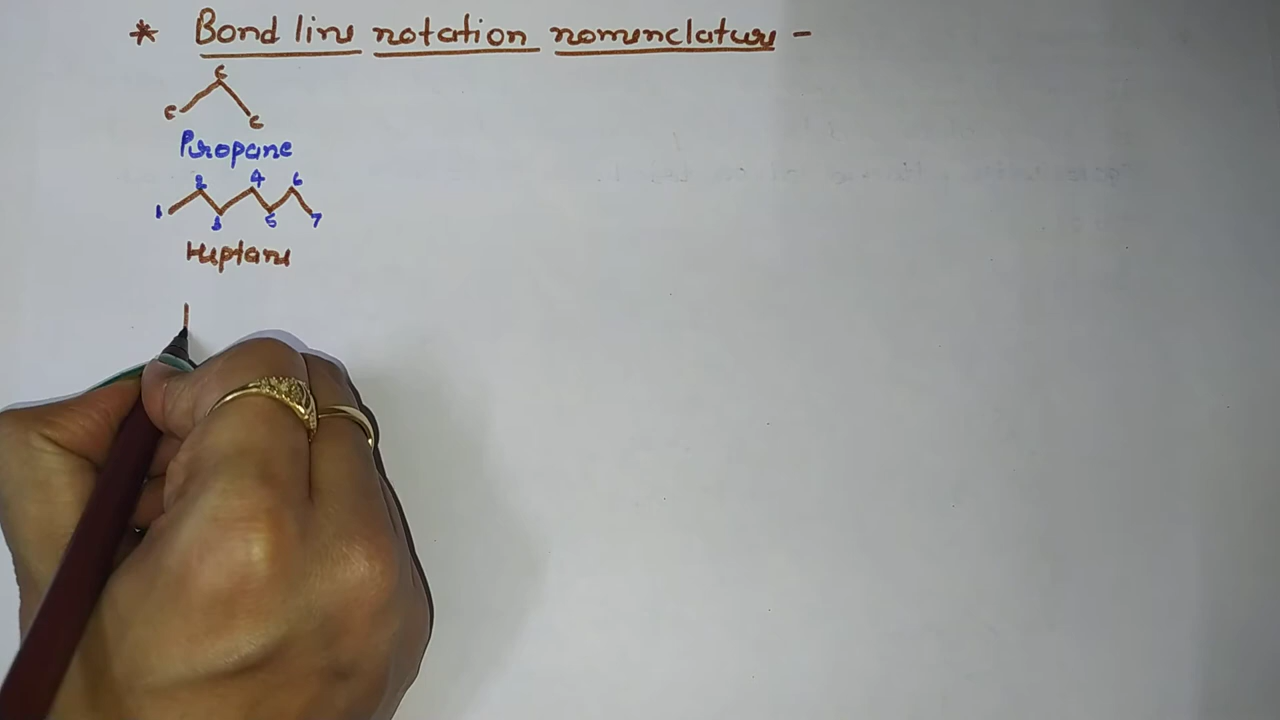 * Bond line notation nomenclature -
C
C C
Propane
2 4 6
1 3 5 7
Heptane